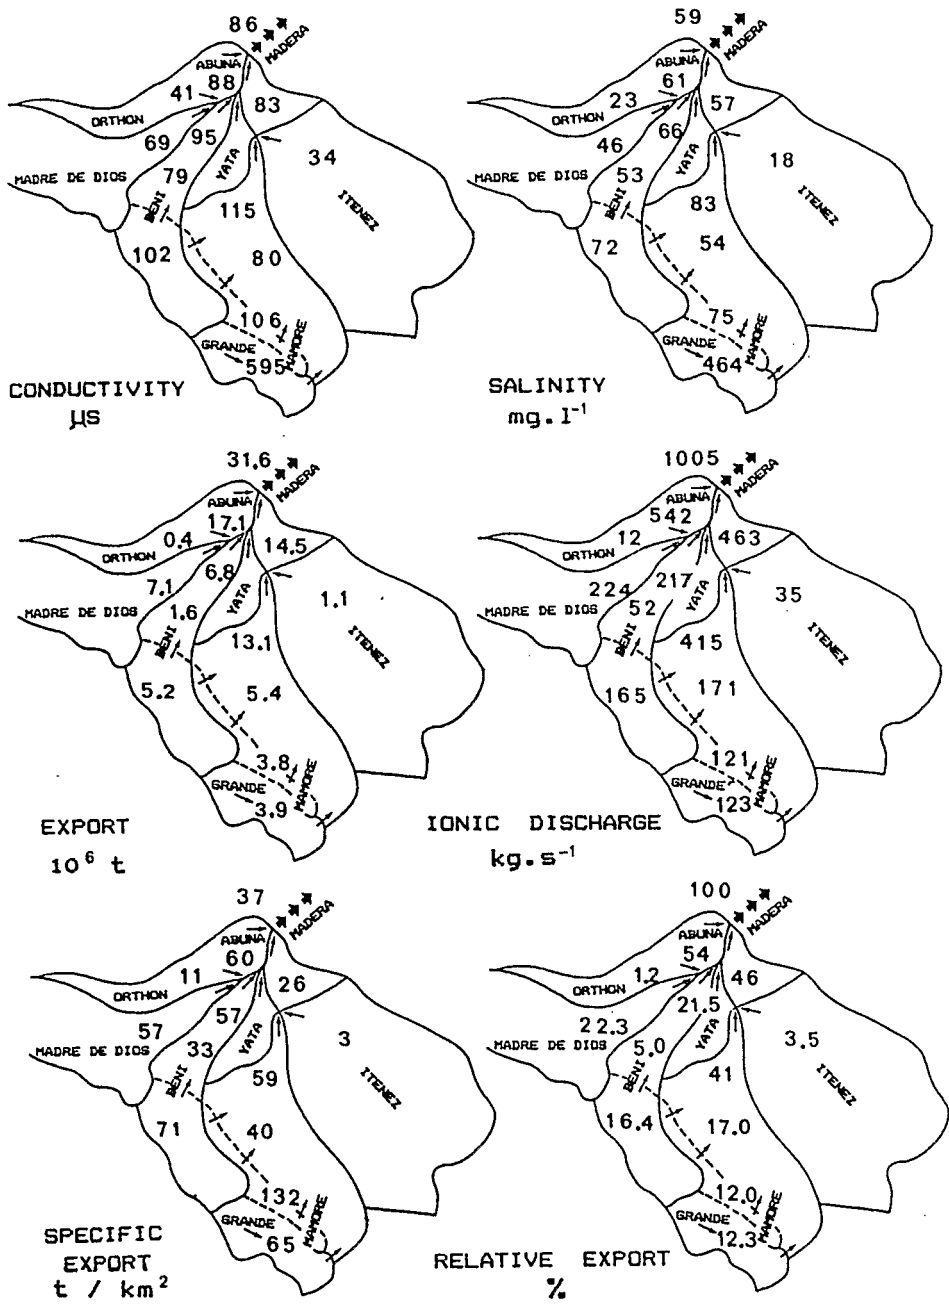 86
MADERA
ABUNA
88
41
83
ORTHON
69
95
34
YATA
MADRE DE DIOS
79
ITENEZ
BENI
115
102
80
106
MAMORE
GRANDE
595
CONDUCTIVITY
µs
59
MADERA
ABUNA
61
23
57
ORTHON
46
66
18
YATA
MADRE DE DIOS
53
ITENEZ
BENI
83
72
54
75
MAMORE
GRANDE
464
SALINITY
mg.l⁻¹
31.6
MADERA
ABUNA
17.1
0.4
14.5
ORTHON
7.1
6.8
1.1
YATA
MADRE DE DIOS
1.6
ITENEZ
BENI
13.1
5.2
5.4
3.8
MAMORE
GRANDE
3.9
EXPORT
10⁶ t
1005
MADERA
ABUNA
542
12
463
ORTHON
224
217
35
YATA
MADRE DE DIOS
52
ITENEZ
BENI
415
165
171
121
MAMORE
GRANDE
123
IONIC DISCHARGE
kg.s⁻¹
37
MADERA
ABUNA
60
11
26
ORTHON
57
57
3
YATA
MADRE DE DIOS
33
ITENEZ
BENI
59
71
40
132
MAMORE
GRANDE
65
SPECIFIC
EXPORT
t / km²
100
MADERA
ABUNA
54
1.2
46
ORTHON
22.3
21.5
3.5
YATA
MADRE DE DIOS
5.0
ITENEZ
BENI
41
16.4
17.0
12.0
MAMORE
GRANDE
12.3
RELATIVE EXPORT
%